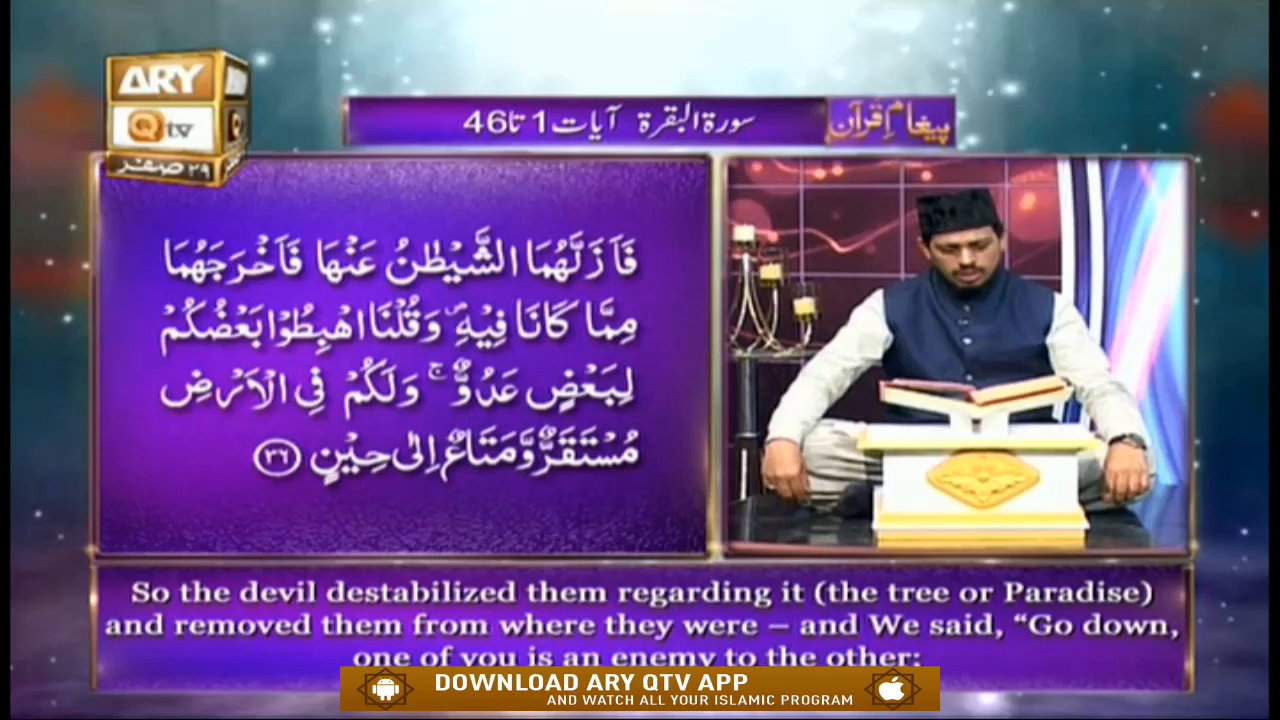 ARY
Qtv
۲۹ صفر
پیغامِ قرآن
سورۃ البقرۃ آیات 1 تا 46
فَاَزَلَّهُمَا الشَّيْطٰنُ عَنْهَا فَاَخْرَجَهُمَا
مِمَّا كَانَا فِيْهِ ۪ وَقُلْنَا اهْبِطُوْا بَعْضُكُمْ
لِبَعْضٍ عَدُوٌّ ۚ وَلَكُمْ فِى الْاَرْضِ
مُسْتَقَرٌّ وَّمَتَاعٌ اِلٰى حِيْنٍ ﴿۳۶﴾
So the devil destabilized them regarding it (the tree or Paradise)
and removed them from where they were – and We said, “Go down,
one of you is an enemy to the other;
DOWNLOAD ARY QTV APP
AND WATCH ALL YOUR ISLAMIC PROGRAM